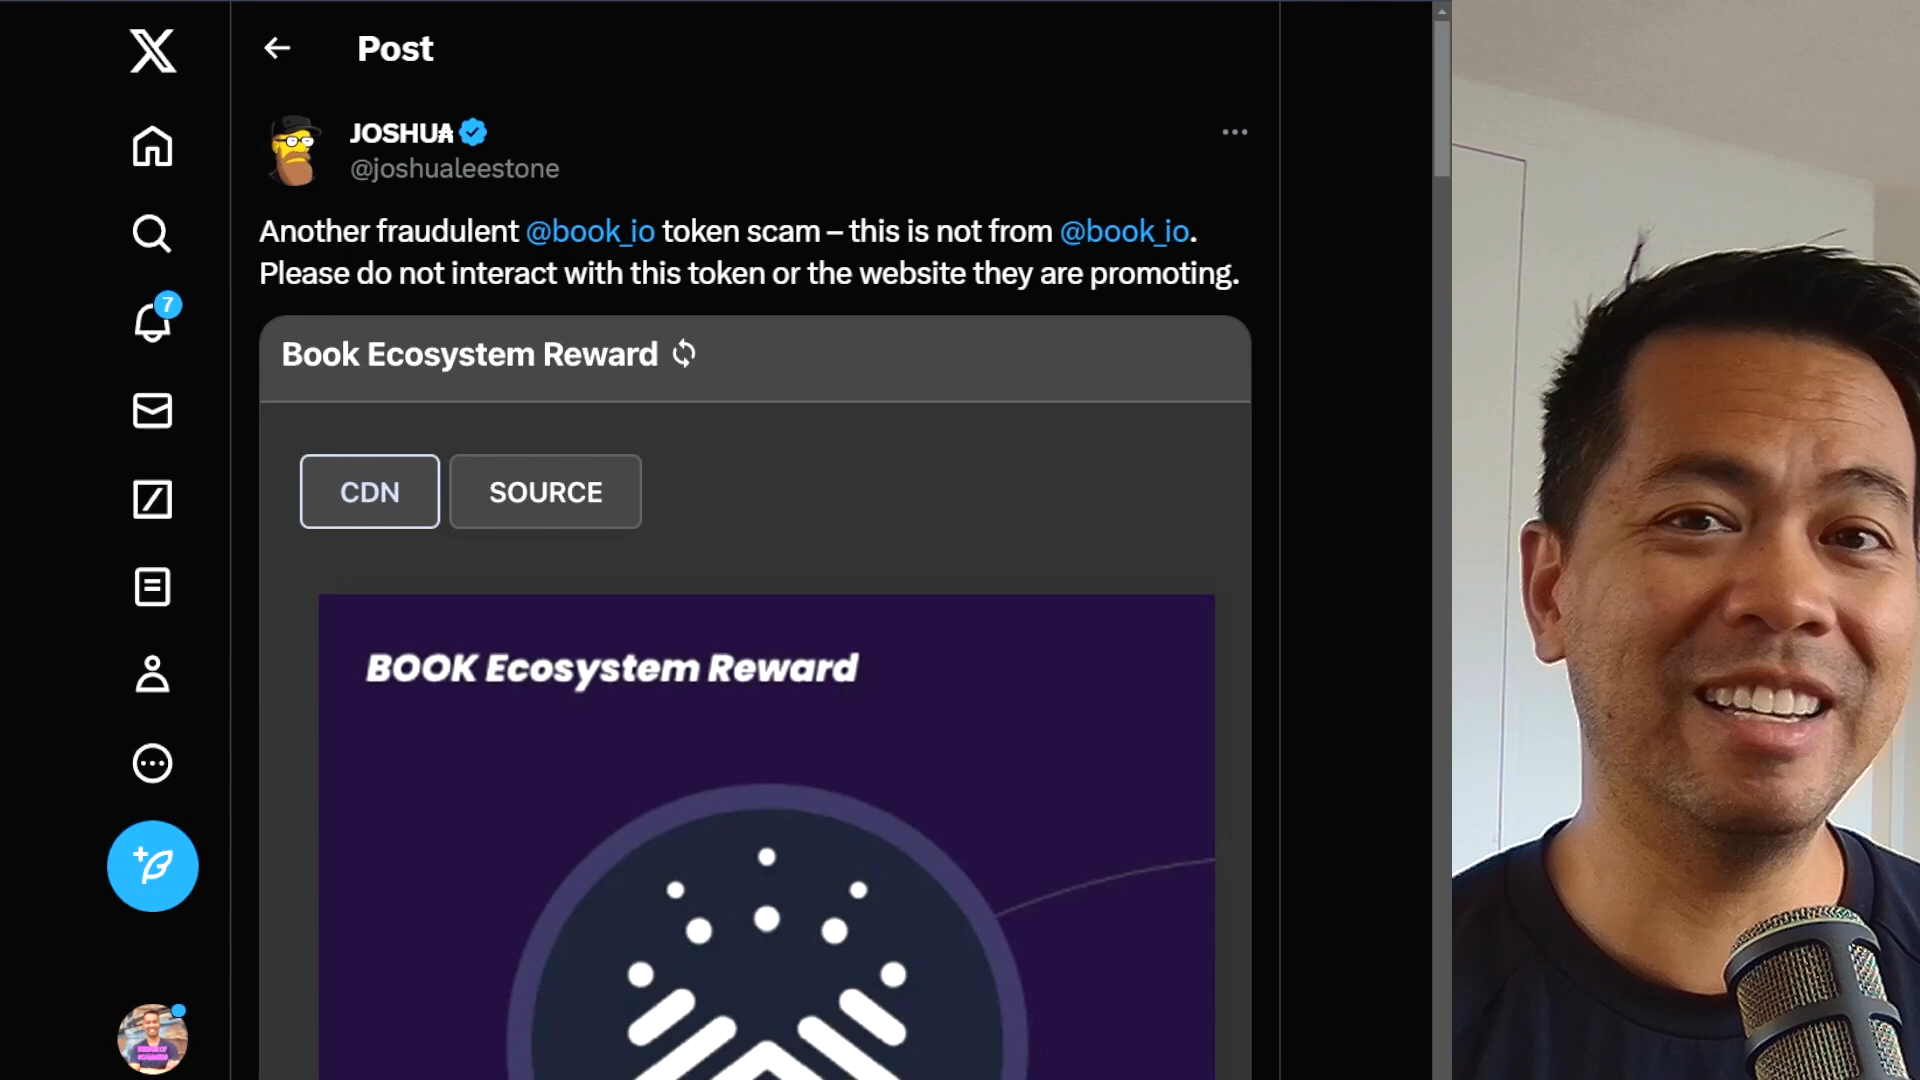 Post
JOSHU₳
@joshualeestone
Another fraudulent @book_io token scam – this is not from @book_io.
Please do not interact with this token or the website they are promoting.
7
Book Ecosystem Reward
CDN
SOURCE
BOOK Ecosystem Reward